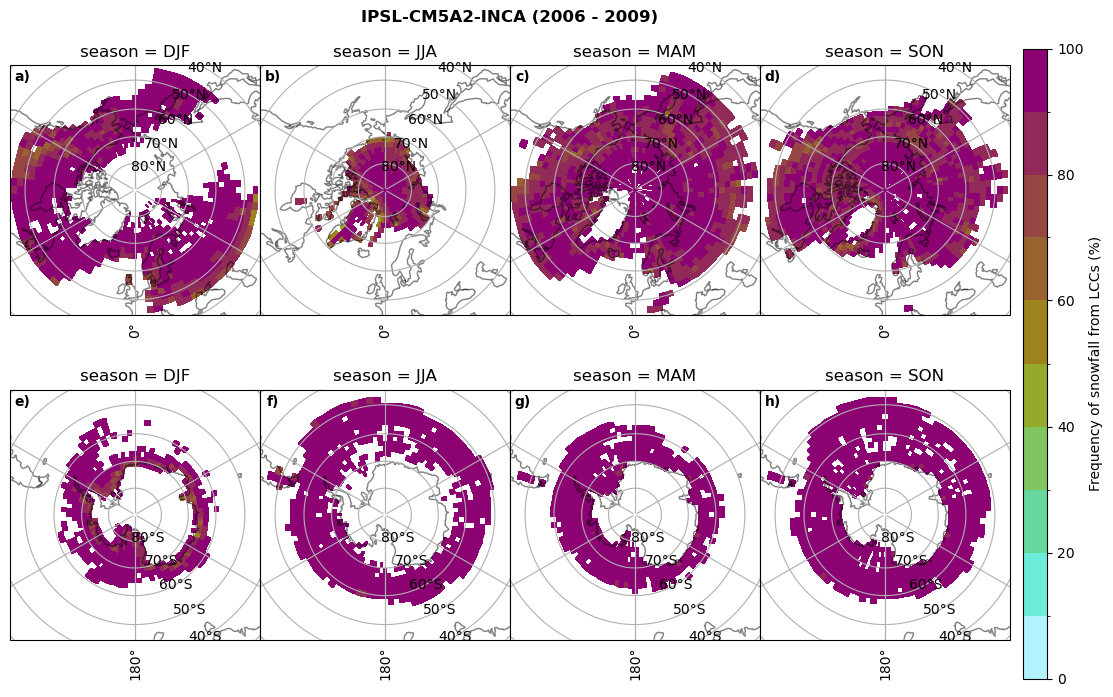 IPSL-CM5A2-INCA (2006 - 2009)
season = DJF
season = JJA
season = MAM
season = SON
a)
b)
c)
d)
40°N
50°N
60°N
70°N
80°N
40°N
50°N
60°N
70°N
80°N
40°N
50°N
60°N
70°N
80°N
40°N
50°N
60°N
70°N
80°N
0°
0°
0°
0°
season = DJF
season = JJA
season = MAM
season = SON
e)
f)
g)
h)
80°S
70°S
60°S
50°S
40°S
80°S
70°S
60°S
50°S
40°S
80°S
70°S
60°S
50°S
40°S
80°S
70°S
60°S
50°S
40°S
180°
180°
180°
180°
100
80
60
40
20
0
Frequency of snowfall from LCCs (%)